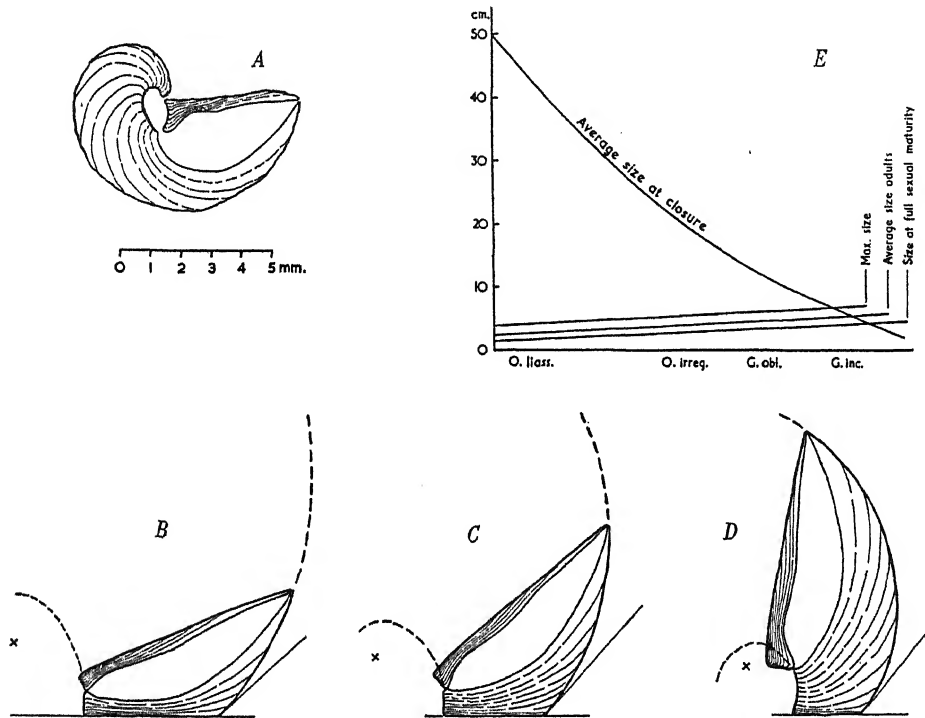 A
0 1 2 3 4 5 mm.
cm.
50
40
30
20
10
0
E
Average size at closure
Max. size
Average size adults
Size at full sexual maturity
O. liass.
O. irreg.
G. obl.
G. inc.
B
×
C
×
D
×